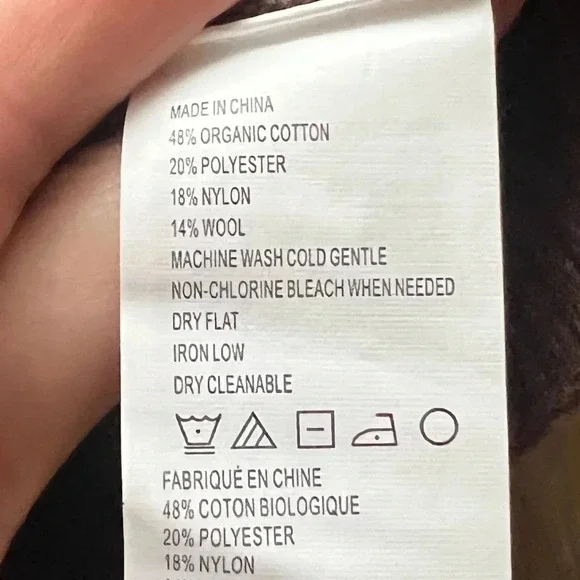 MADE IN CHINA
48% ORGANIC COTTON
20% POLYESTER
18% NYLON
14% WOOL
MACHINE WASH COLD GENTLE
NON-CHLORINE BLEACH WHEN NEEDED
DRY FLAT
IRON LOW
DRY CLEANABLE
FABRIQUÉ EN CHINE
48% COTON BIOLOGIQUE
20% POLYESTER
18% NYLON